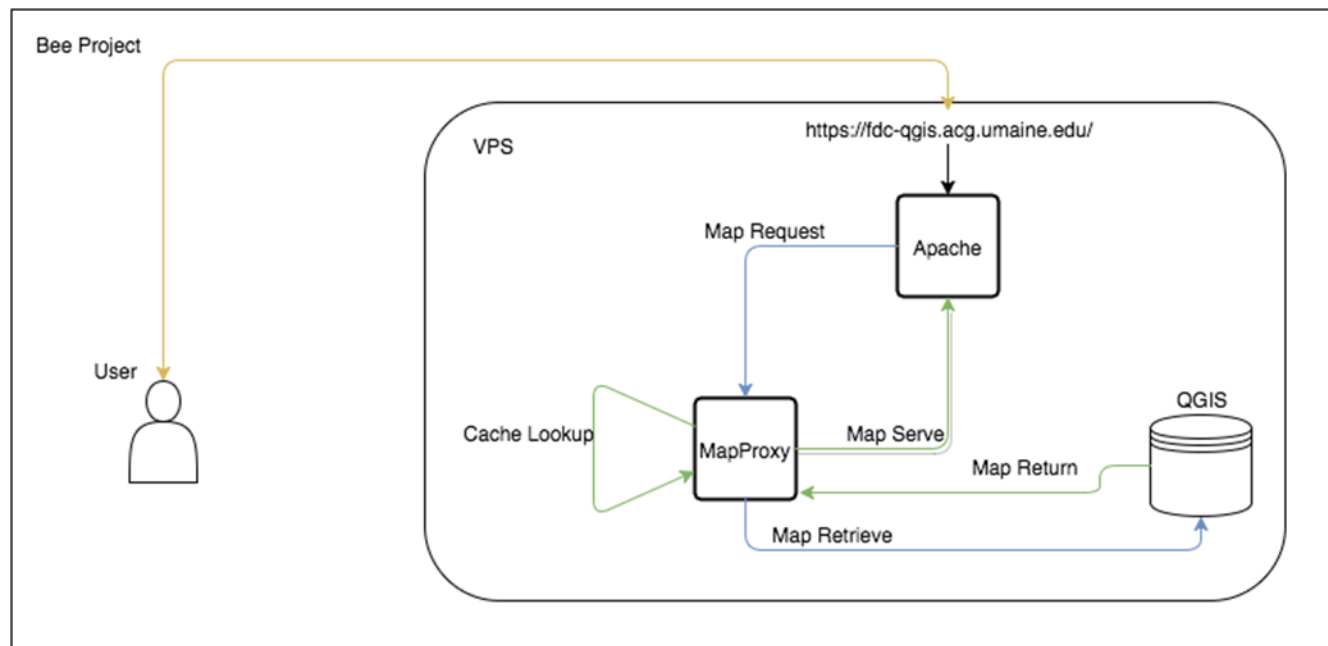 Bee Project
https://fdc-qgis.acg.umaine.edu/
VPS
Map Request
Apache
User
QGIS
Cache Lookup
MapProxy
Map Serve
Map Return
Map Retrieve